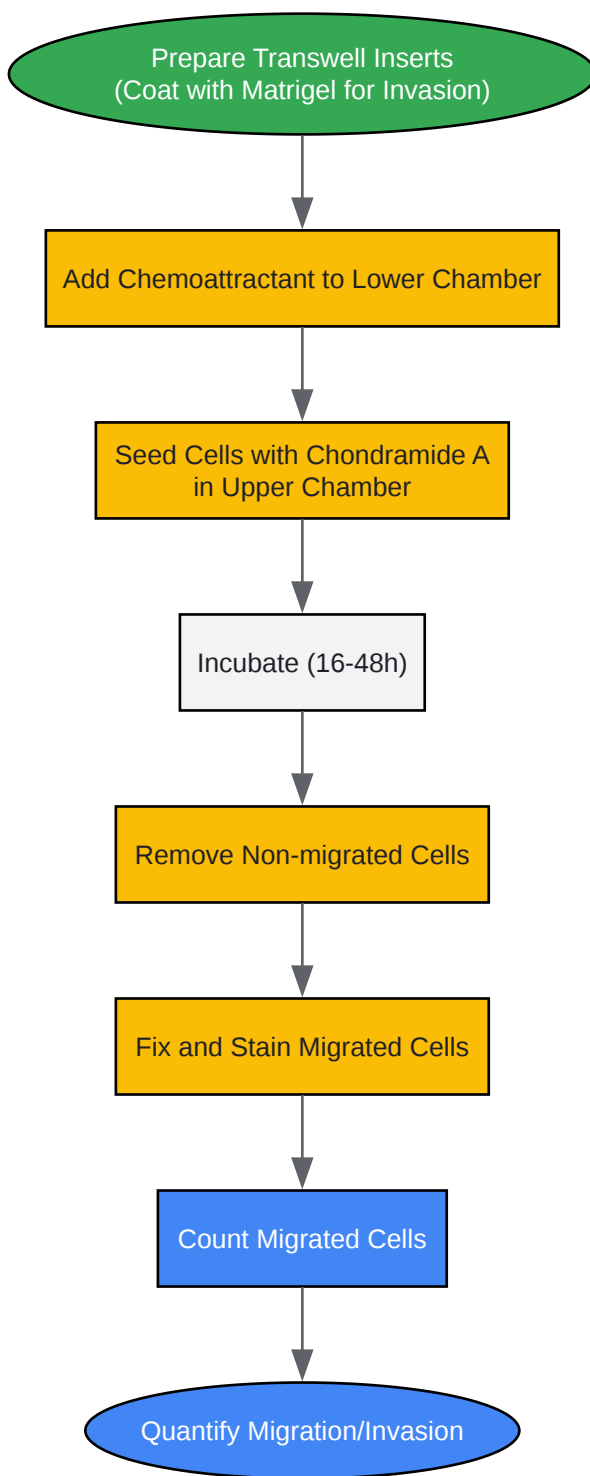 Prepare Transwell Inserts
(Coat with Matrigel for Invasion)
Add Chemoattractant to Lower Chamber
Seed Cells with Chondramide A
in Upper Chamber
Incubate (16-48h)
Remove Non-migrated Cells
Fix and Stain Migrated Cells
Count Migrated Cells
Quantify Migration/Invasion